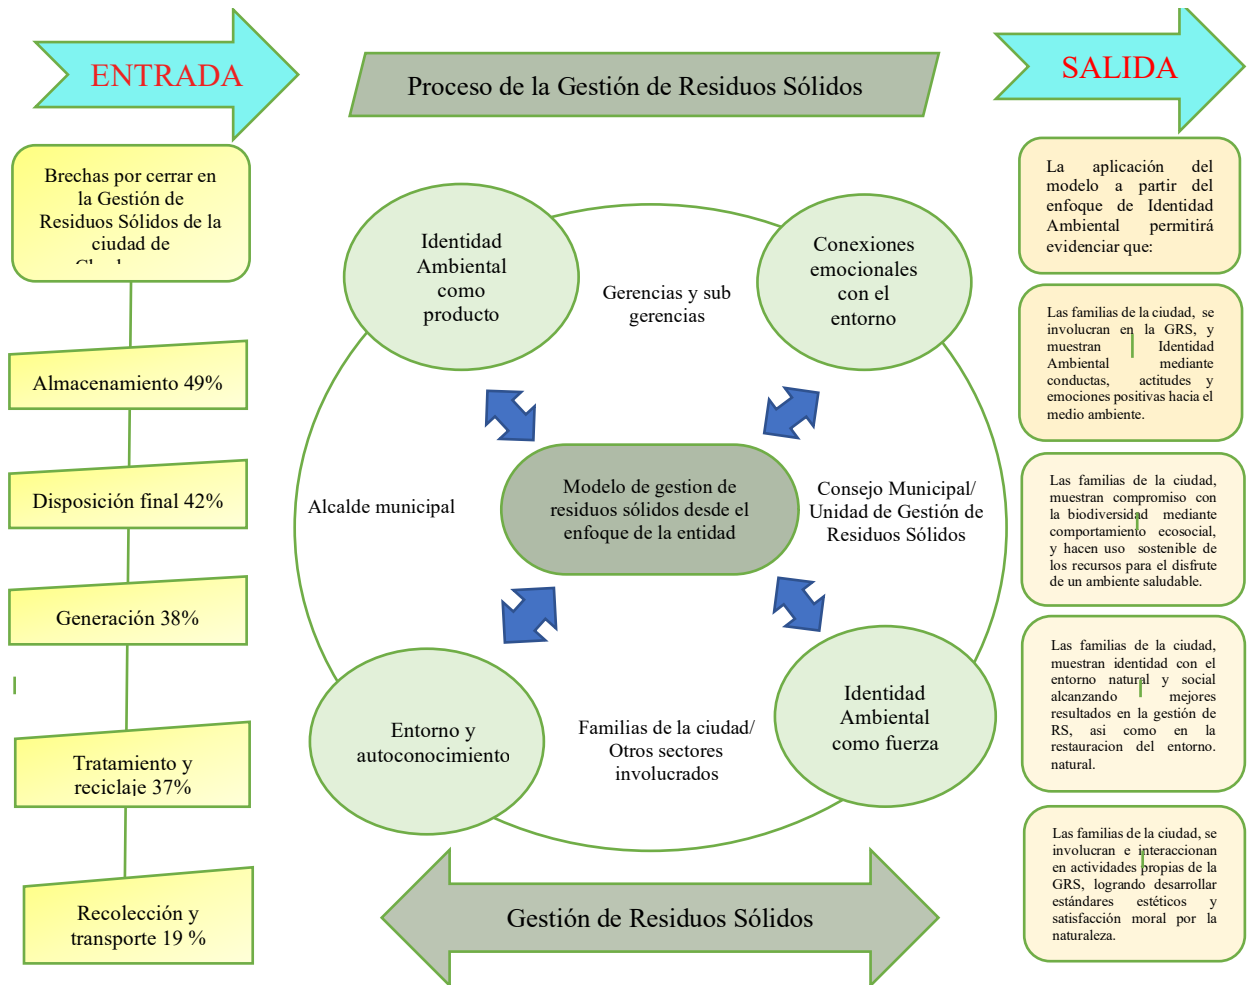 ENTRADA
Proceso de la Gestión de Residuos Sólidos
SALIDA
Brechas por cerrar en
la Gestión de
Residuos Sólidos de la
ciudad de
Almacenamiento 49%
Disposición final 42%
Generación 38%
Tratamiento y
reciclaje 37%
Recolección y
transporte 19 %
Identidad
Ambiental
como
producto
Gerencias y sub
gerencias
Conexiones
emocionales
con el
entorno
Alcalde municipal
Modelo de gestion de
residuos sólidos desde el
enfoque de la entidad
Consejo Municipal/
Unidad de Gestión de
Residuos Sólidos
Entorno y
autoconocimiento
Familias de la ciudad/
Otros sectores
involucrados
Identidad
Ambiental
como fuerza
Gestión de Residuos Sólidos
La aplicación del
modelo a partir del
enfoque de Identidad
Ambiental permitirá
evidenciar que:
Las familias de la ciudad, se
involucran en la GRS, y
muestran Identidad
Ambiental mediante
conductas, actitudes y
emociones positivas hacia el
medio ambiente.
Las familias de la ciudad,
muestran compromiso con
la biodiversidad mediante
comportamiento ecosocial,
y hacen uso sostenible de
los recursos para el disfrute
de un ambiente saludable.
Las familias de la ciudad,
muestran identidad con el
entorno natural y social
alcanzando mejores
resultados en la gestión de
RS, asi como en la
restauracion del entorno.
natural.
Las familias de la ciudad, se
involucran e interaccionan
en actividades propias de la
GRS, logrando desarrollar
estándares estéticos y
satisfacción moral por la
naturaleza.